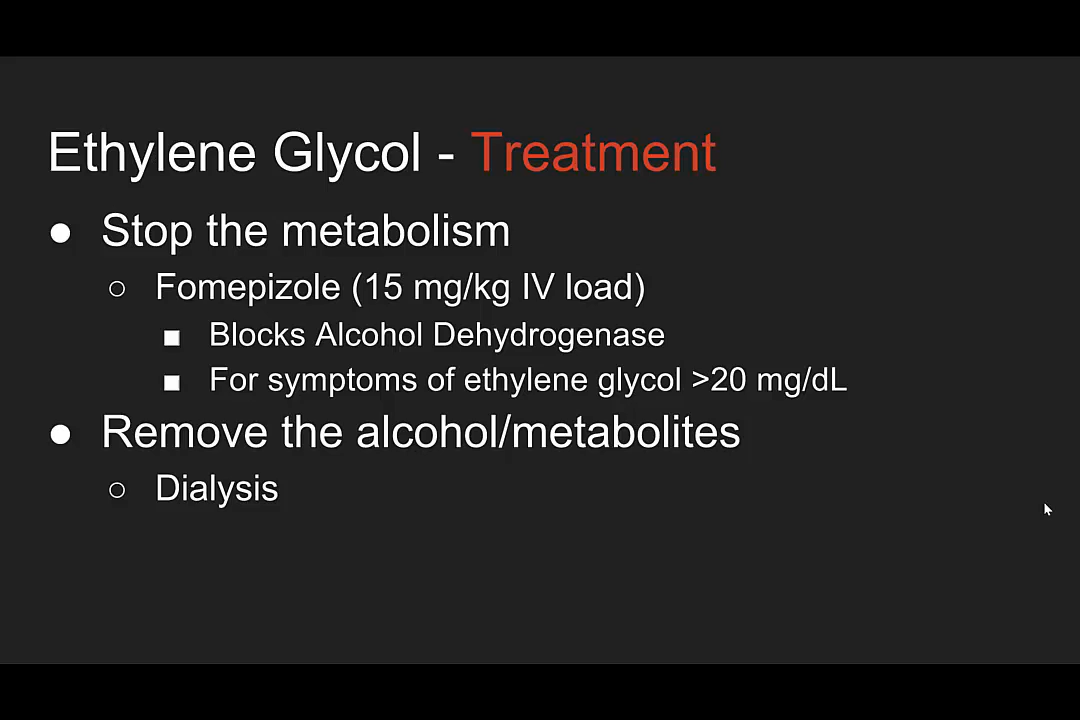 Ethylene Glycol - Treatment
● Stop the metabolism
○ Fomepizole (15 mg/kg IV load)
■ Blocks Alcohol Dehydrogenase
■ For symptoms of ethylene glycol >20 mg/dL
● Remove the alcohol/metabolites
○ Dialysis